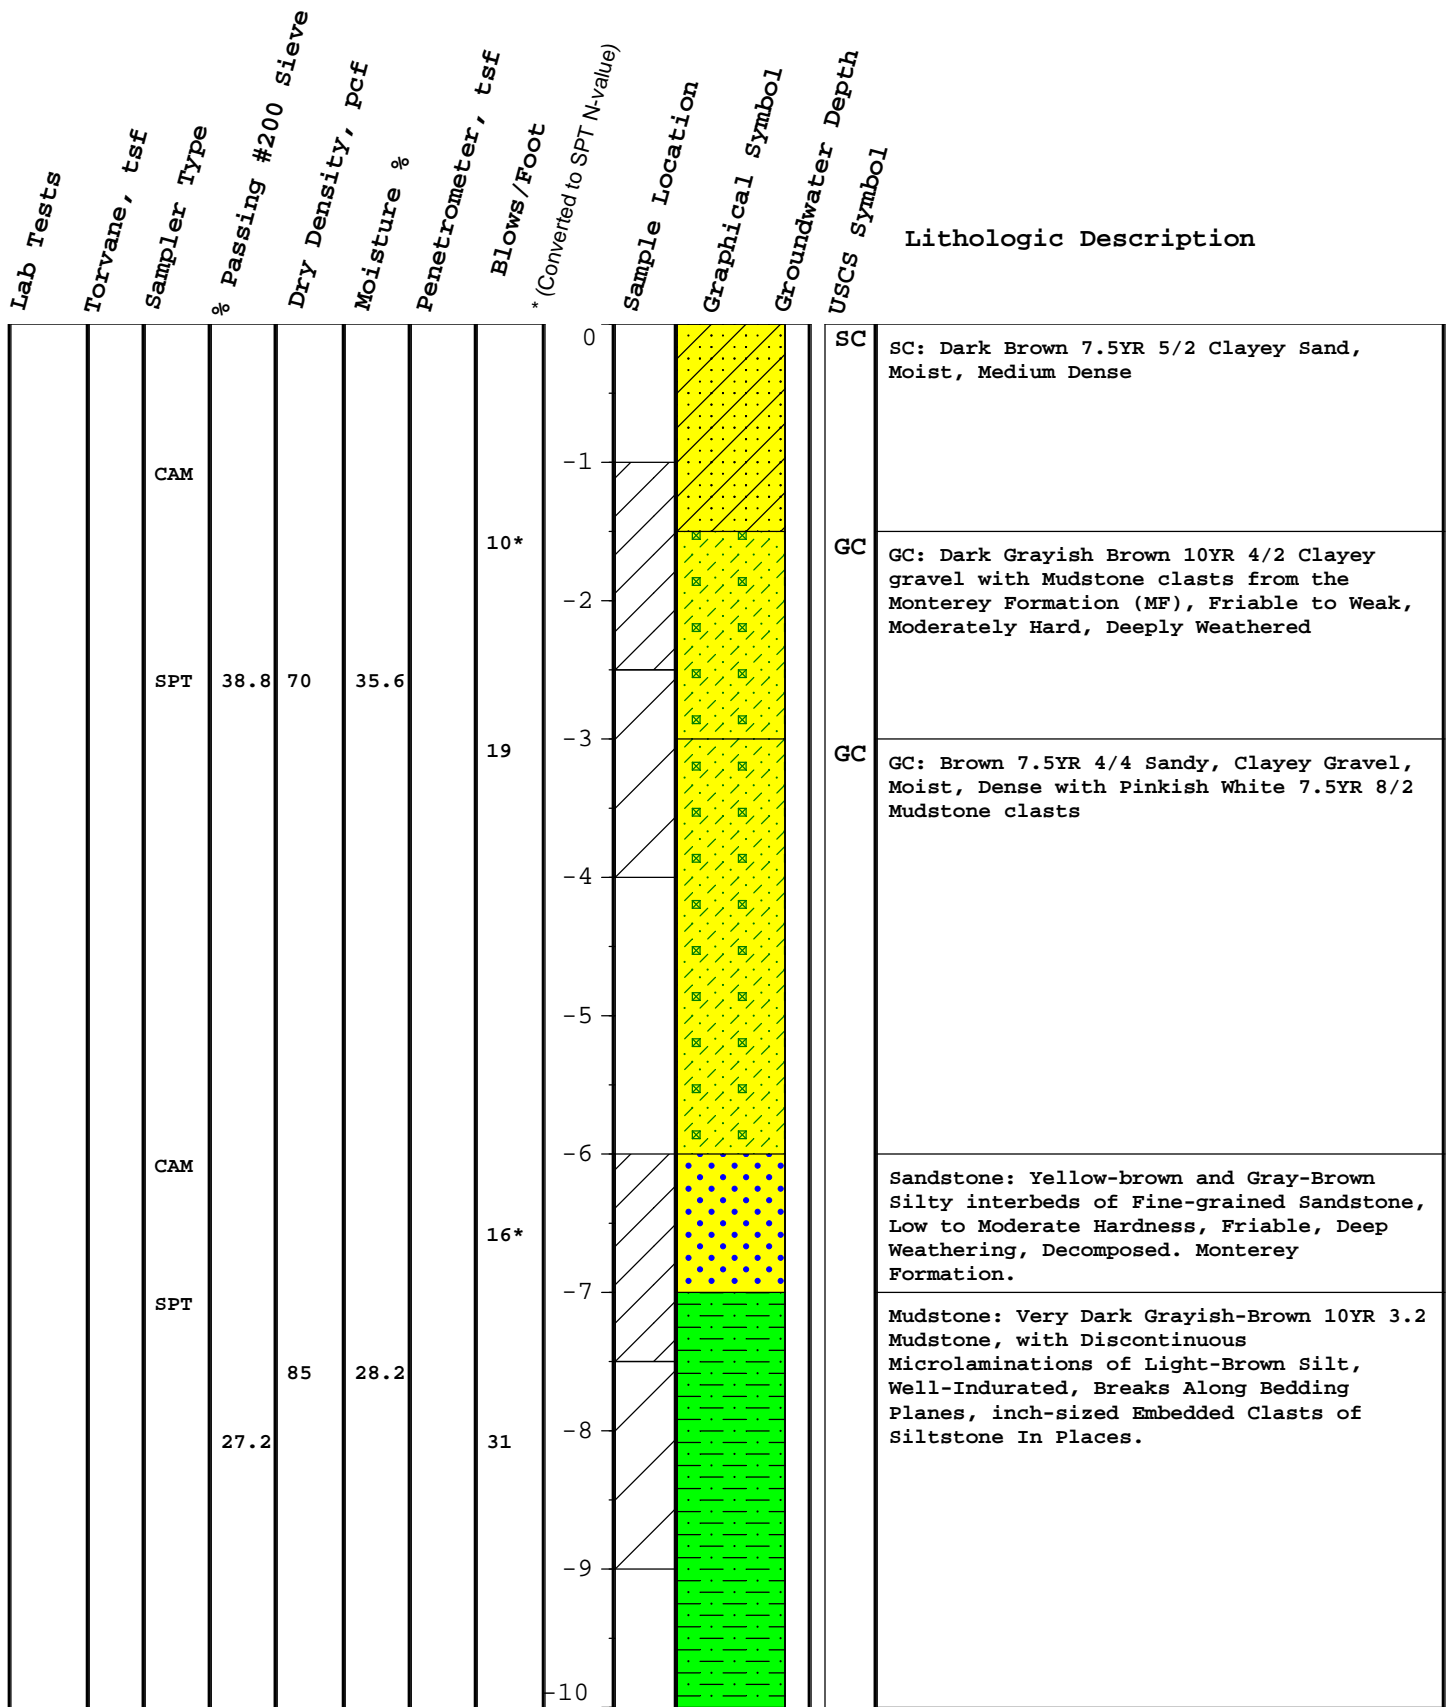 Lab Tests
Torvane, tsf
Sampler Type
% Passing #200 Sieve
Dry Density, pcf
Moisture %
Penetrometer, tsf
Blows/Foot
* (Converted to SPT N-value)
Sample Location
Graphical Symbol
Groundwater Depth
USCS Symbol
Lithologic Description
0
SC
SC: Dark Brown 7.5YR 5/2 Clayey Sand,
Moist, Medium Dense
-1
CAM
10*
GC
GC: Dark Grayish Brown 10YR 4/2 Clayey
gravel with Mudstone clasts from the
Monterey Formation (MF), Friable to Weak,
Moderately Hard, Deeply Weathered
-2
SPT 38.8 70 35.6
-3
19
GC
GC: Brown 7.5YR 4/4 Sandy, Clayey Gravel,
Moist, Dense with Pinkish White 7.5YR 8/2
Mudstone clasts
-4
-5
-6
CAM
Sandstone: Yellow-brown and Gray-Brown
Silty interbeds of Fine-grained Sandstone,
Low to Moderate Hardness, Friable, Deep
Weathering, Decomposed. Monterey
Formation.
16*
-7
SPT
Mudstone: Very Dark Grayish-Brown 10YR 3.2
Mudstone, with Discontinuous
Microlaminations of Light-Brown Silt,
Well-Indurated, Breaks Along Bedding
Planes, inch-sized Embedded Clasts of
Siltstone In Places.
85 28.2
-8
27.2
31
-9
-10